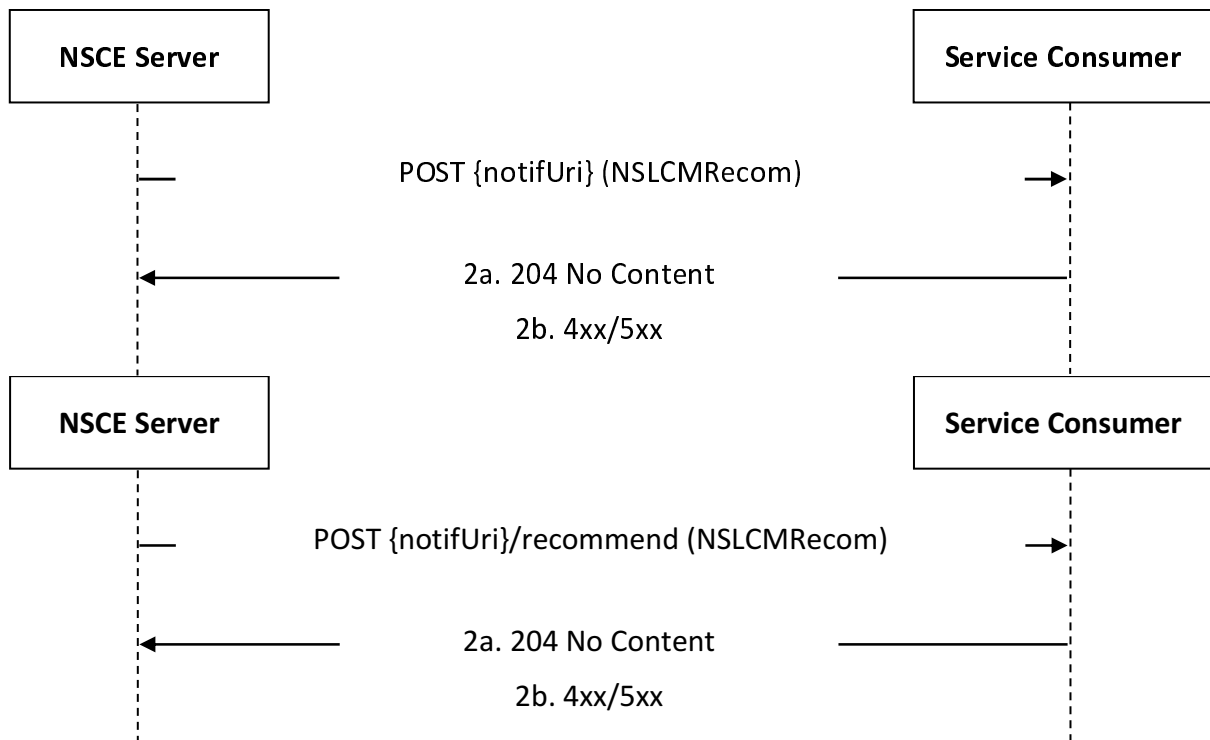 NSCE Server
Service Consumer
POST {notifUri} (NSLCMRecom)
2a. 204 No Content
2b. 4xx/5xx
NSCE Server
Service Consumer
POST {notifUri}/recommend (NSLCMRecom)
2a. 204 No Content
2b. 4xx/5xx